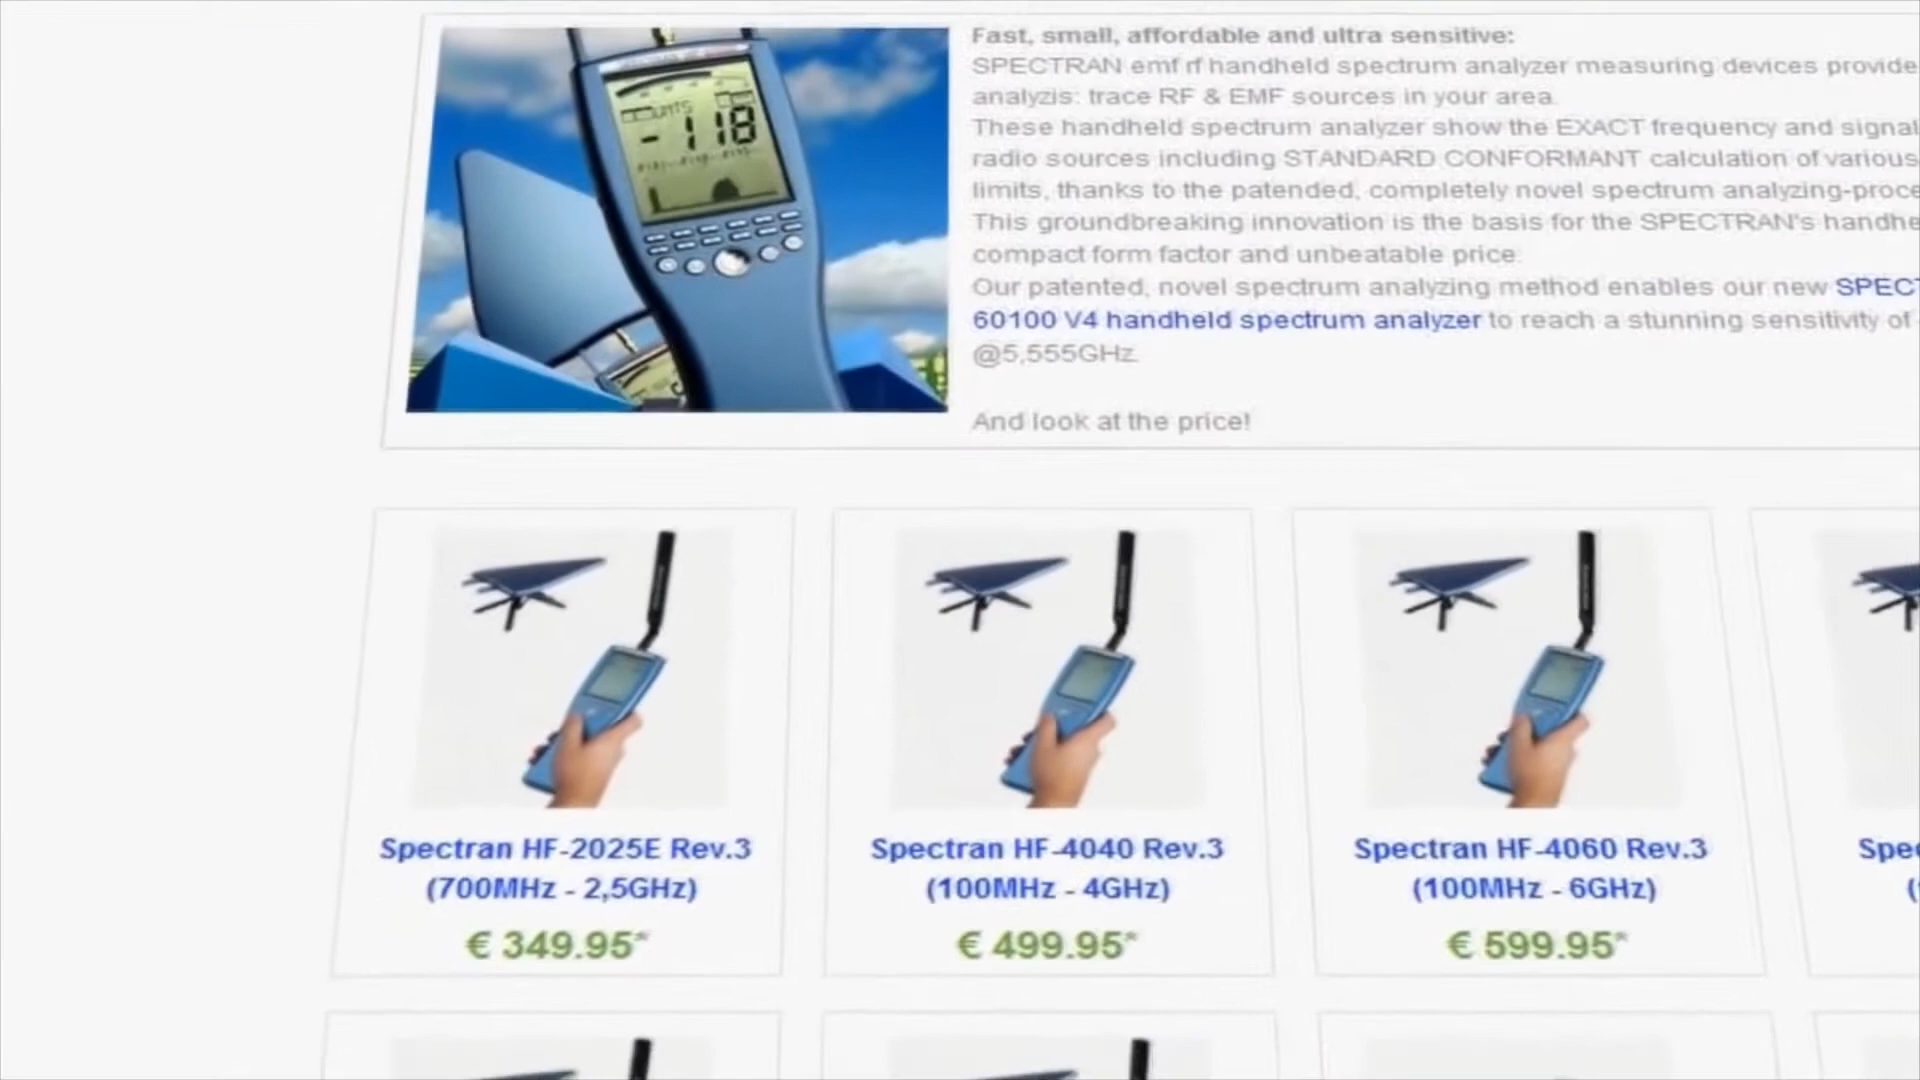 -118
Fast, small, affordable and ultra sensitive:
SPECTRAN emf rf handheld spectrum analyzer measuring devices provide
analyzis: trace RF & EMF sources in your area.
These handheld spectrum analyzer show the EXACT frequency and signal
radio sources including STANDARD CONFORMANT calculation of various
limits, thanks to the patented, completely novel spectrum analyzing-proce
This groundbreaking innovation is the basis for the SPECTRAN's handhe
compact form factor and unbeatable price.
Our patented, novel spectrum analyzing method enables our new SPECT
60100 V4 handheld spectrum analyzer to reach a stunning sensitivity of
@5,555GHz.
And look at the price!
Spectran HF-2025E Rev.3
(700MHz - 2,5GHz)
€ 349.95*
Spectran HF-4040 Rev.3
(100MHz - 4GHz)
€ 499.95*
Spectran HF-4060 Rev.3
(100MHz - 6GHz)
€ 599.95*
Spec
(